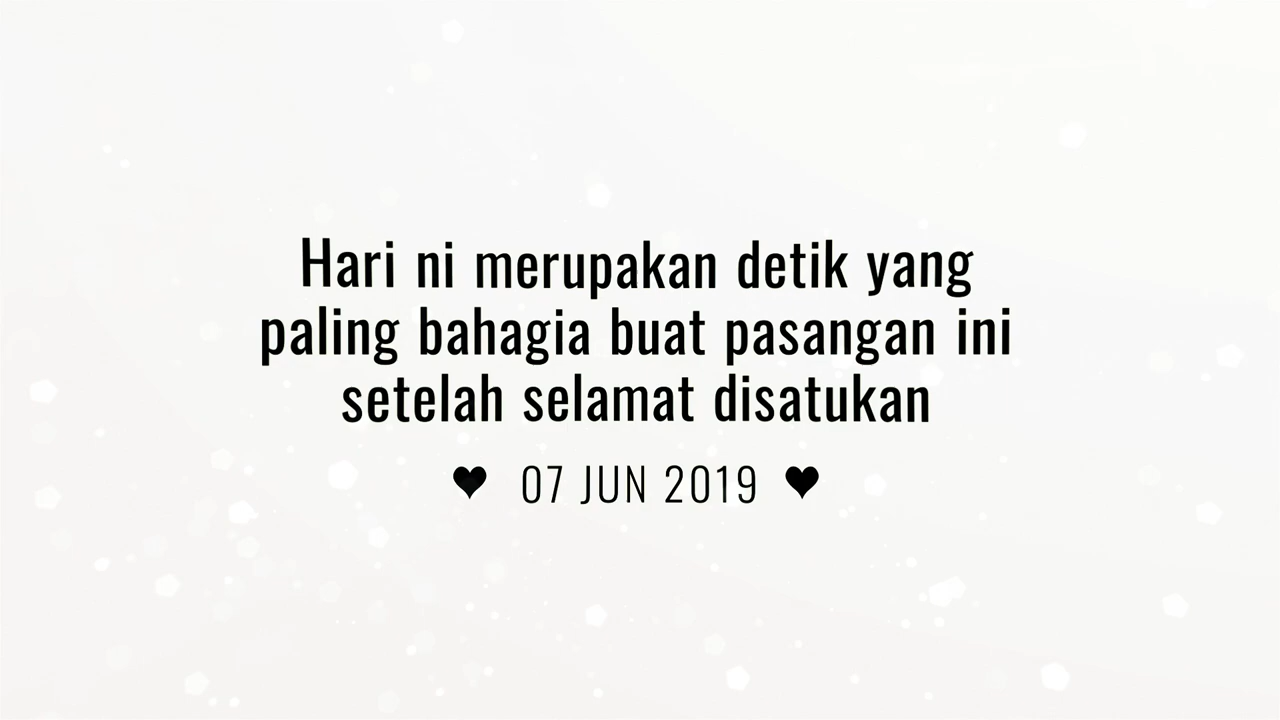 Hari ni merupakan detik yang
paling bahagia buat pasangan ini
setelah selamat disatukan
♥ 07 JUN 2019 ♥